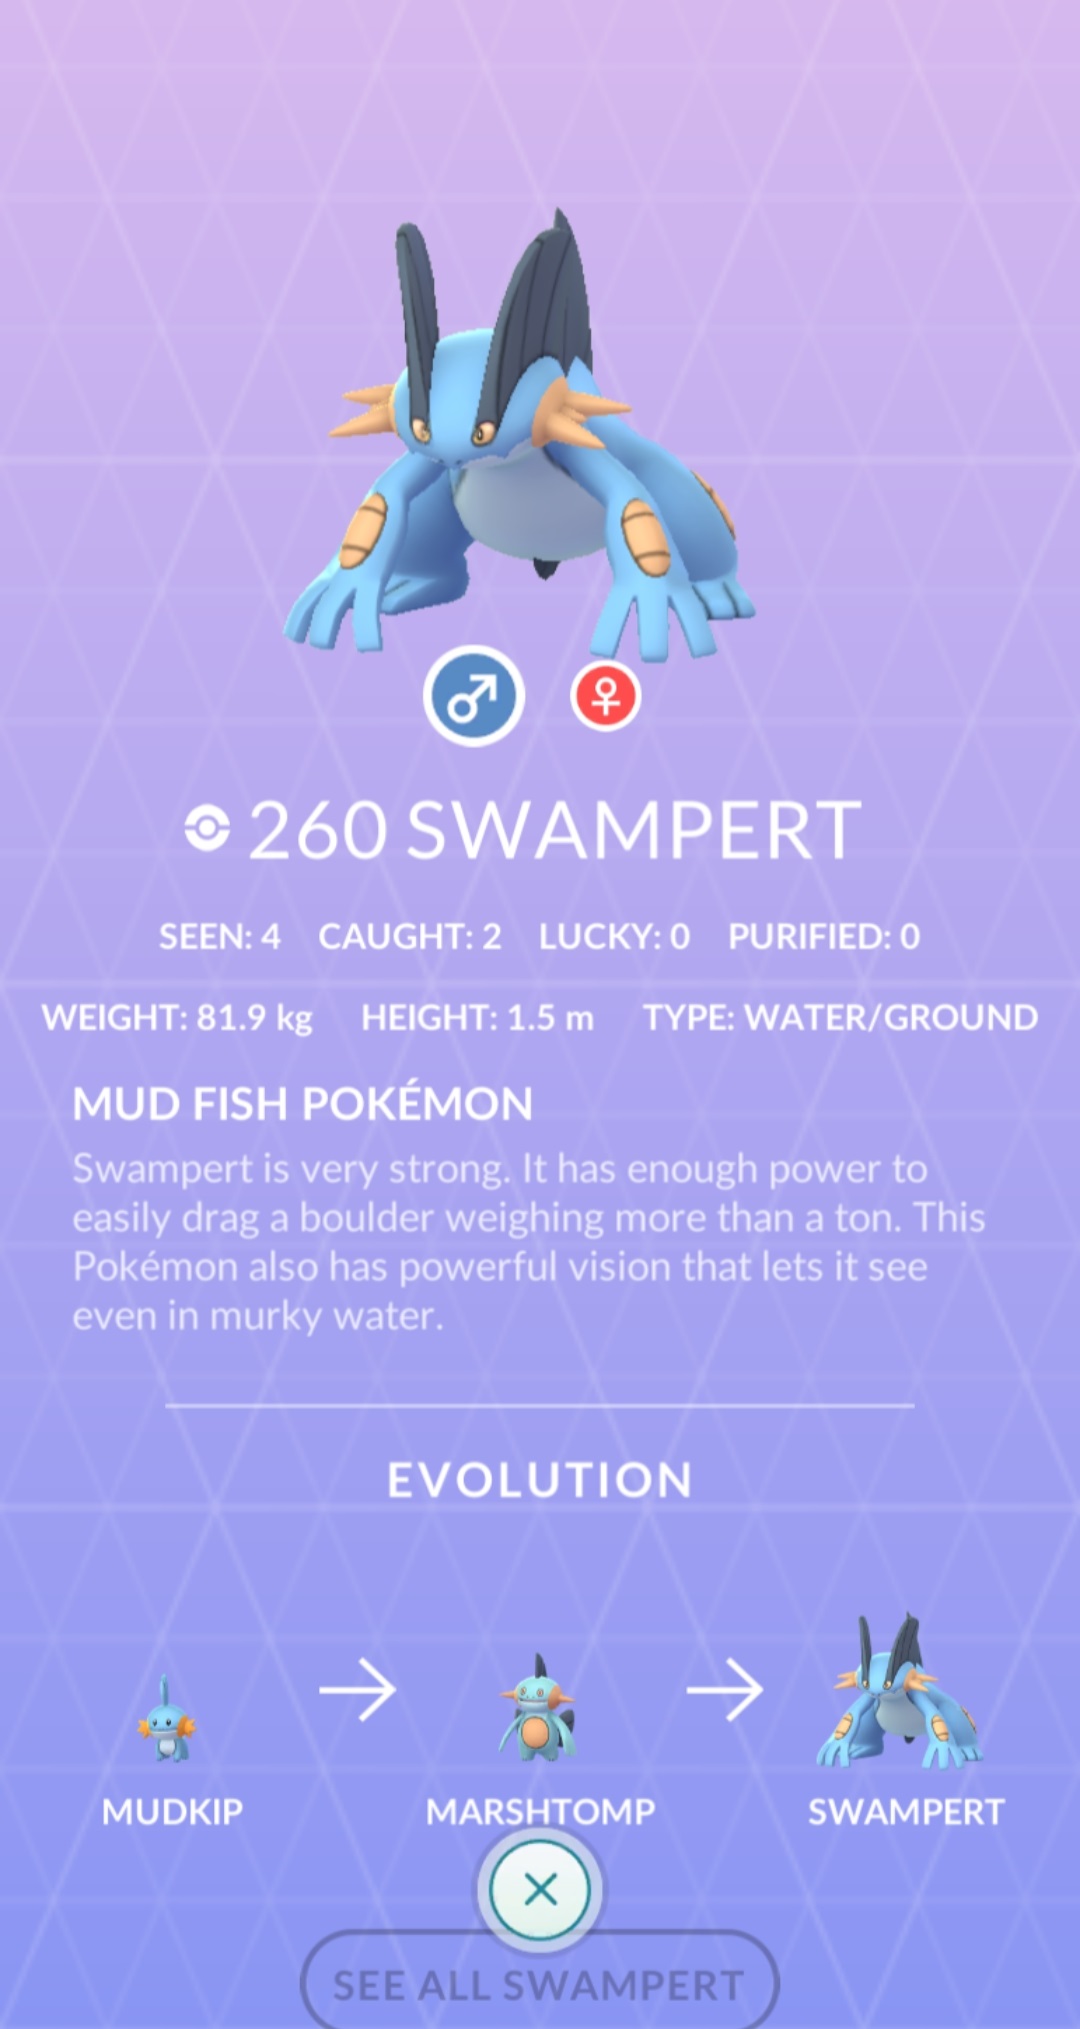 260 SWAMPERT
SEEN: 4 CAUGHT: 2 LUCKY: 0 PURIFIED: 0
WEIGHT: 81.9 kg HEIGHT: 1.5 m TYPE: WATER/GROUND
MUD FISH POKÉMON
Swampert is very strong. It has enough power to
easily drag a boulder weighing more than a ton. This
Pokémon also has powerful vision that lets it see
even in murky water.
EVOLUTION
MUDKIP MARSHTOMP SWAMPERT
SEE ALL SWAMPERT